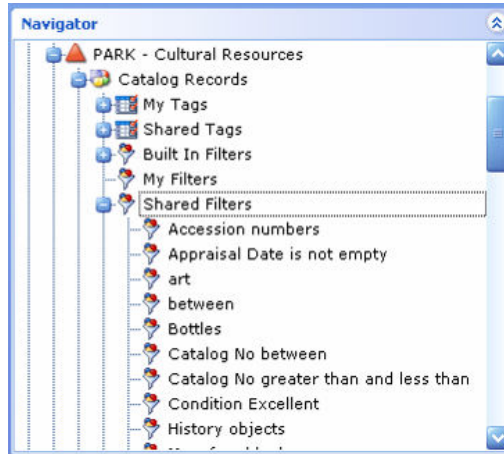 Navigator
PARK - Cultural Resources
Catalog Records
My Tags
Shared Tags
Built In Filters
My Filters
Shared Filters
Accession numbers
Appraisal Date is not empty
art
between
Bottles
Catalog No between
Catalog No greater than and less than
Condition Excellent
History objects